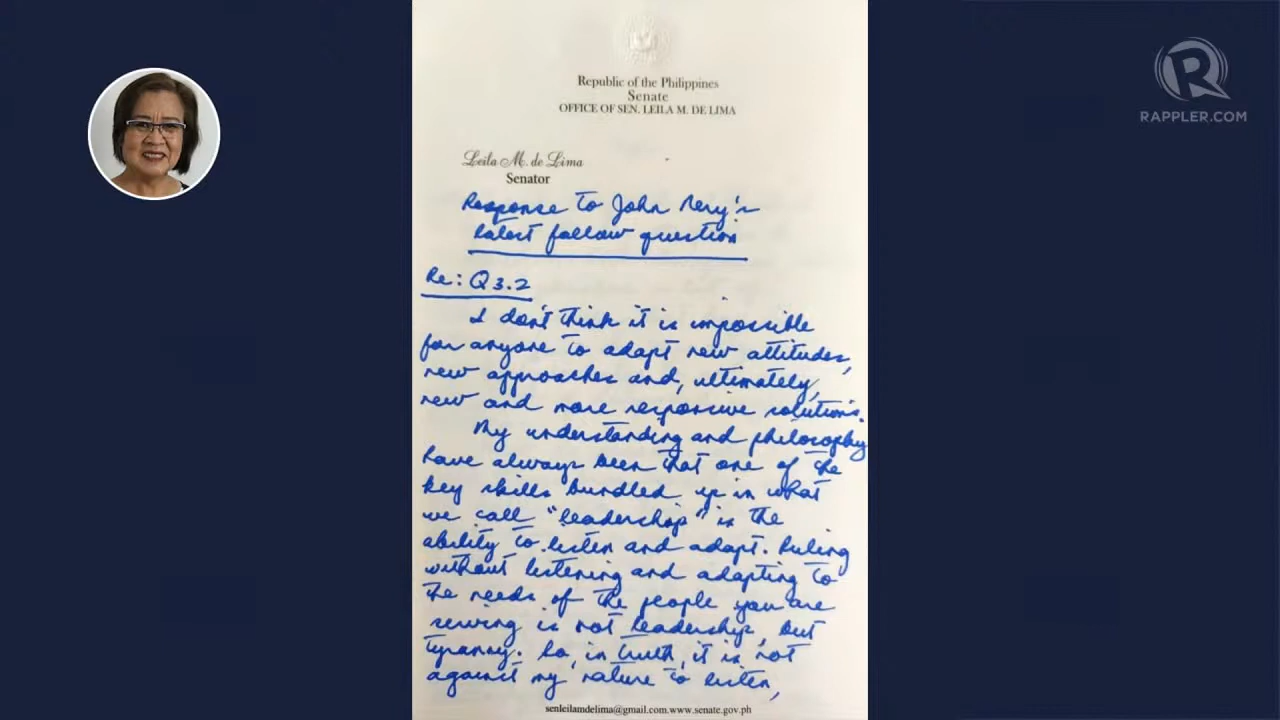 RAPPLER.COM
Republic of the Philippines
Senate
OFFICE OF SEN. LEILA M. DE LIMA
Leila M. de Lima
Senator
Response to John Nery's
latest follow question
Re: Q3.2
I don't think it is impossible
for anyone to adapt new attitudes,
new approaches and, ultimately,
new and more responsive solutions.
My understanding and philosophy
have always been that one of the
key skills bundled up in what
we call "leadership" is the
ability to listen and adapt. Ruling
without listening and adapting to
the needs of the people you are
serving is not leadership, but
tyranny. So, in truth, it is not
against my nature to listen,
senleilamdelima@gmail.com.www.senate.gov.ph